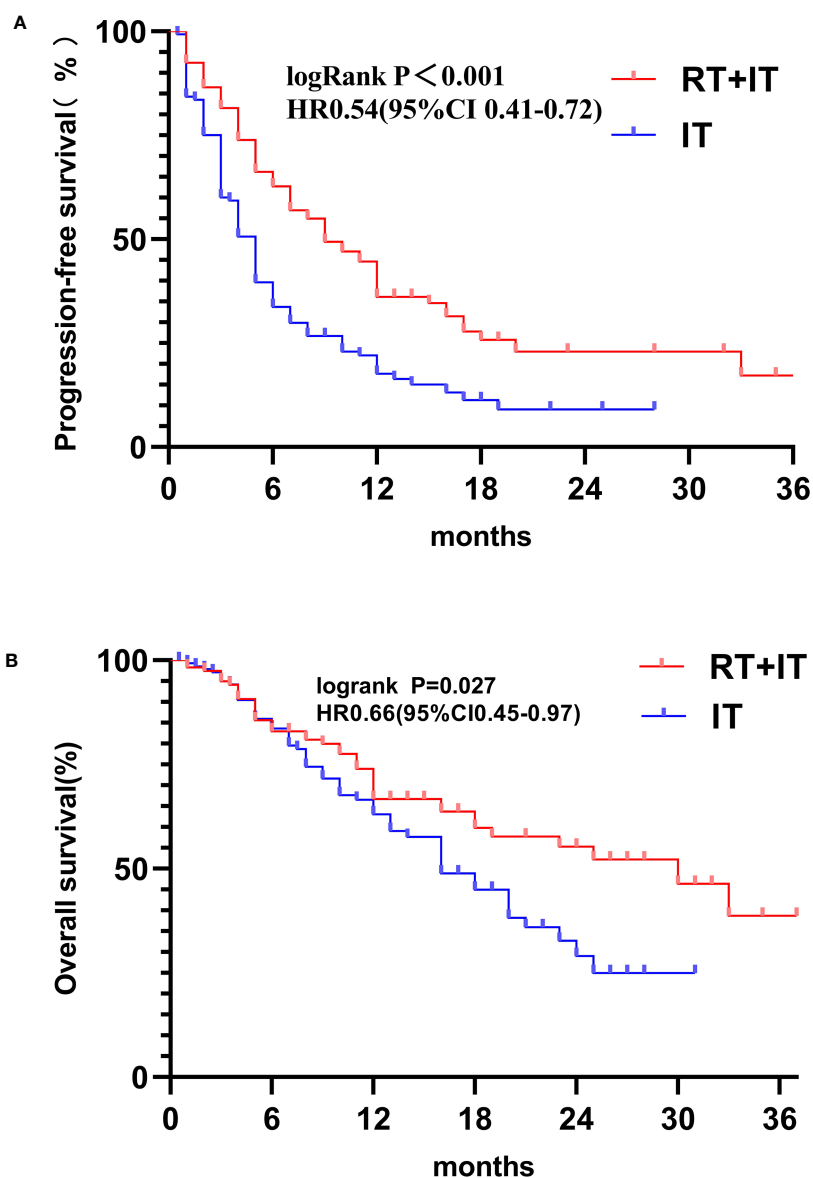 A
Progression-free survival( % )
100
50
0
logRank P＜0.001
HR0.54(95%CI 0.41-0.72)
RT+IT
IT
0 6 12 18 24 30 36
months
B
Overall survival(%)
100
50
0
logrank P=0.027
HR0.66(95%CI0.45-0.97)
RT+IT
IT
0 6 12 18 24 30 36
months